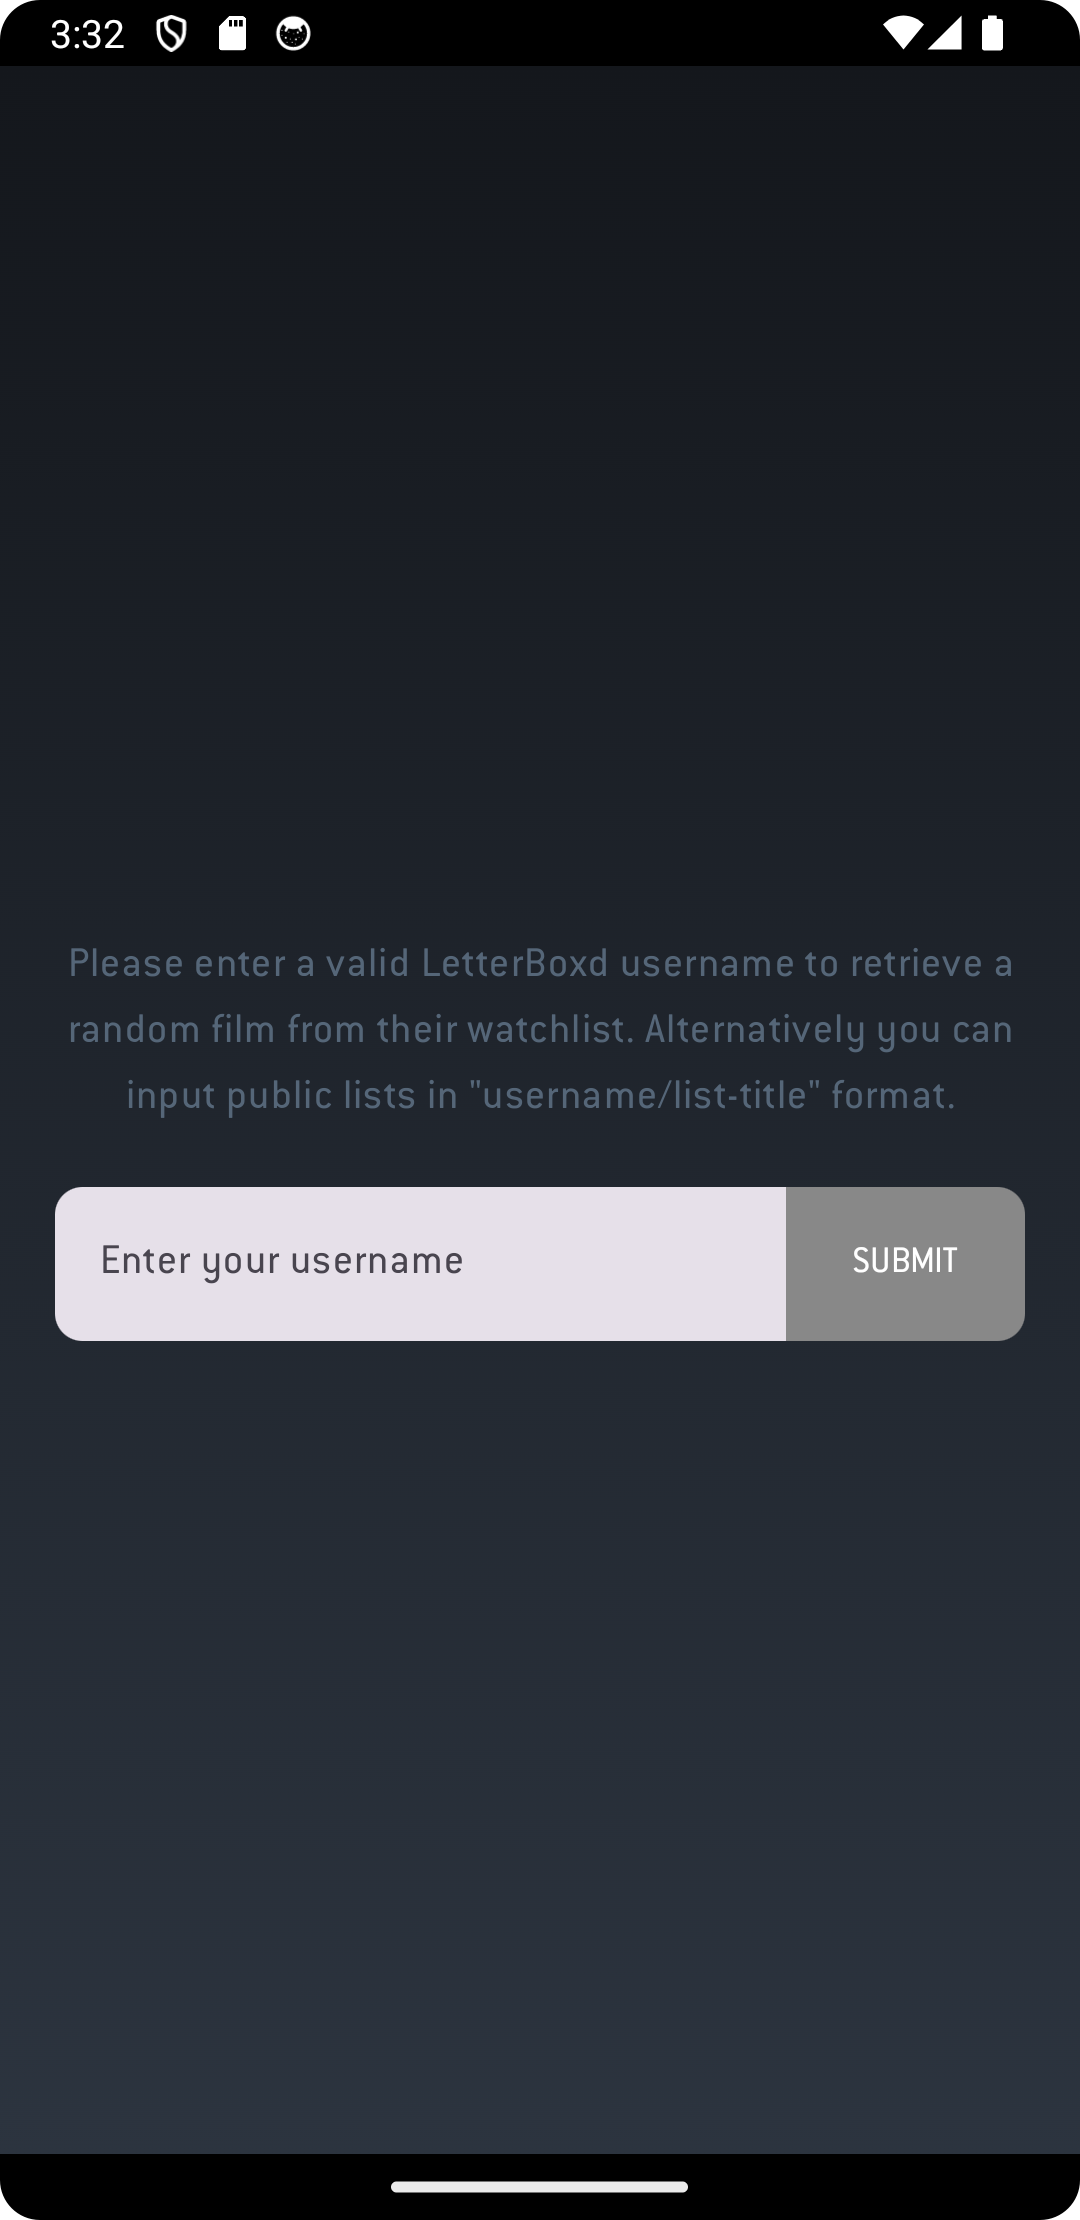 3:32
Please enter a valid LetterBoxd username to retrieve a
random film from their watchlist. Alternatively you can
input public lists in "username/list-title" format.
Enter your username
SUBMIT